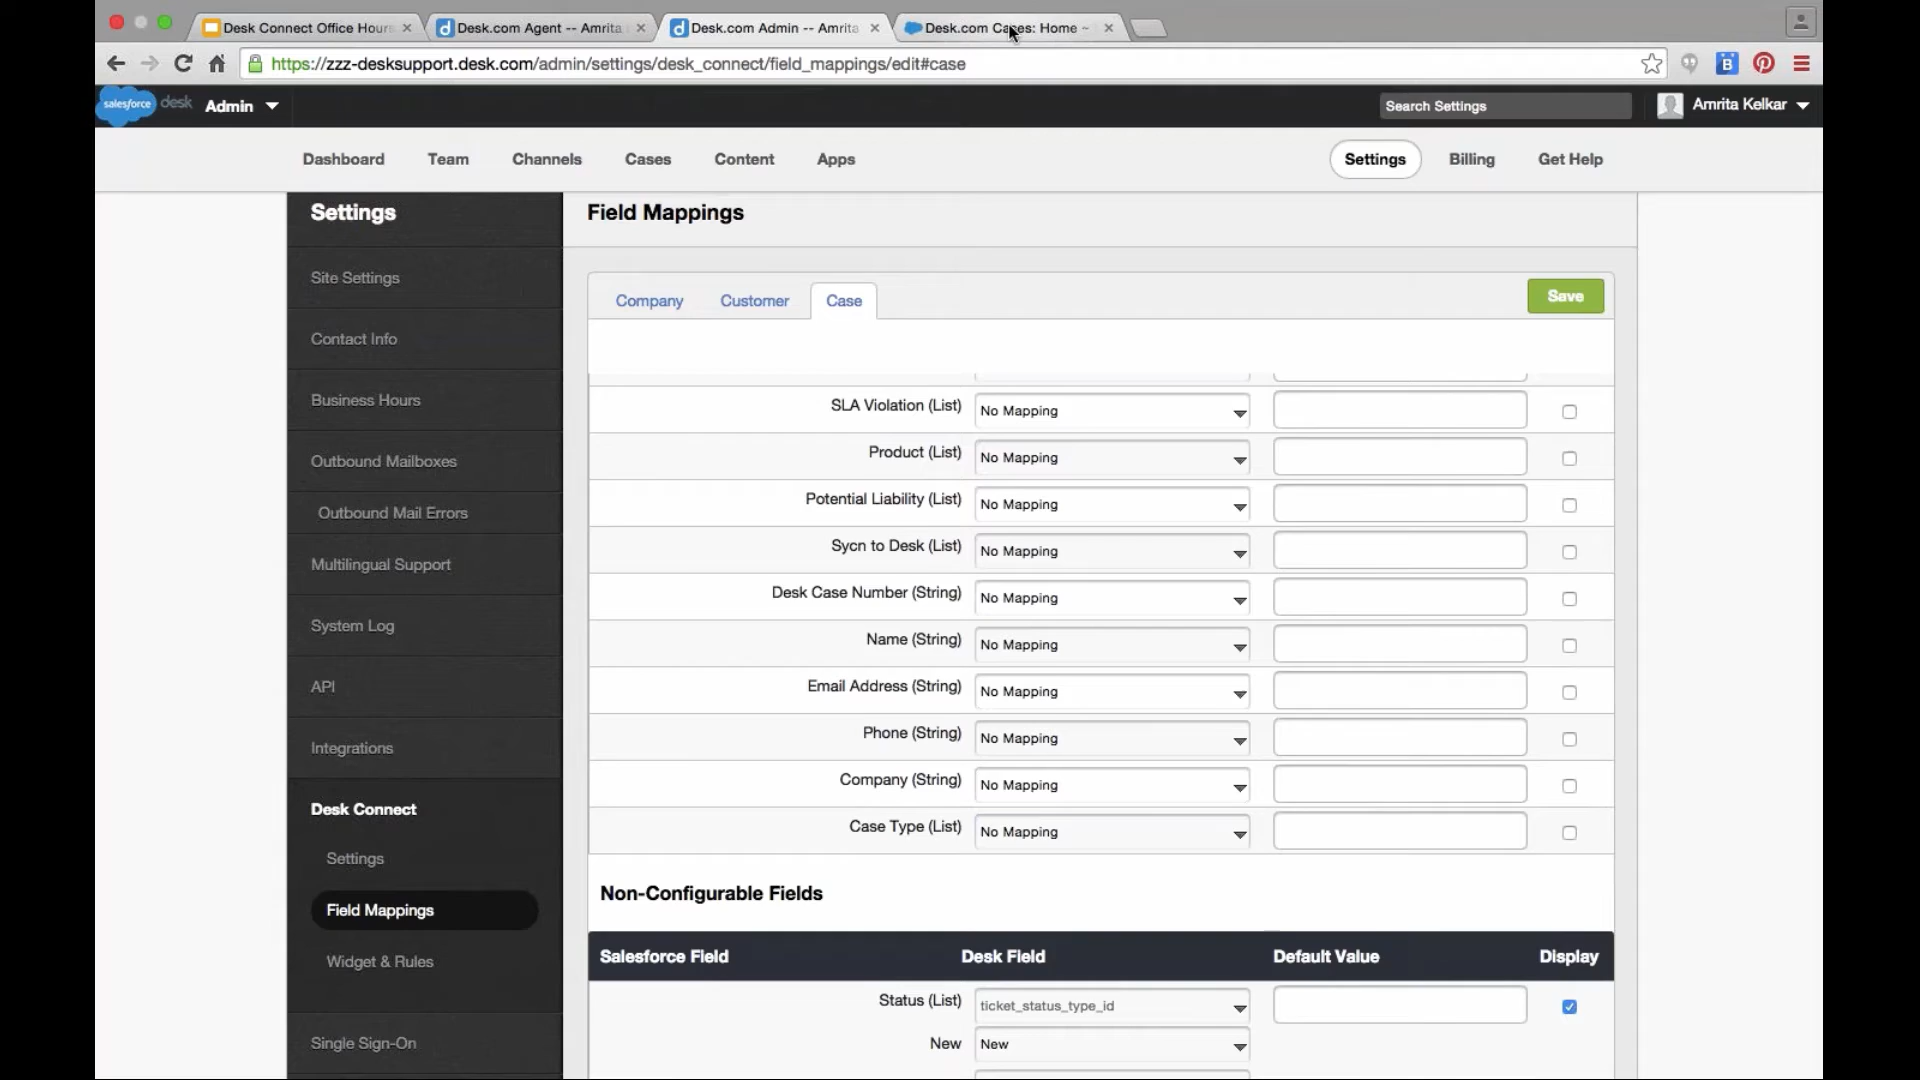 Desk Connect Office Hours
Desk.com Agent -- Amrita
Desk.com Admin -- Amrita
Desk.com Cases: Home ~
https://zzz-desksupport.desk.com/admin/settings/desk_connect/field_mappings/edit#case
salesforce desk Admin
Search Settings
Amrita Kelkar
Dashboard Team Channels Cases Content Apps Settings Billing Get Help
Settings
Site Settings
Contact Info
Business Hours
Outbound Mailboxes
Outbound Mail Errors
Multilingual Support
System Log
API
Integrations
Desk Connect
Settings
Field Mappings
Widget & Rules
Single Sign-On
Field Mappings
Company Customer Case Save
SLA Violation (List) No Mapping
Product (List) No Mapping
Potential Liability (List) No Mapping
Sycn to Desk (List) No Mapping
Desk Case Number (String) No Mapping
Name (String) No Mapping
Email Address (String) No Mapping
Phone (String) No Mapping
Company (String) No Mapping
Case Type (List) No Mapping
Non-Configurable Fields
Salesforce Field Desk Field Default Value Display
Status (List) ticket_status_type_id
New New